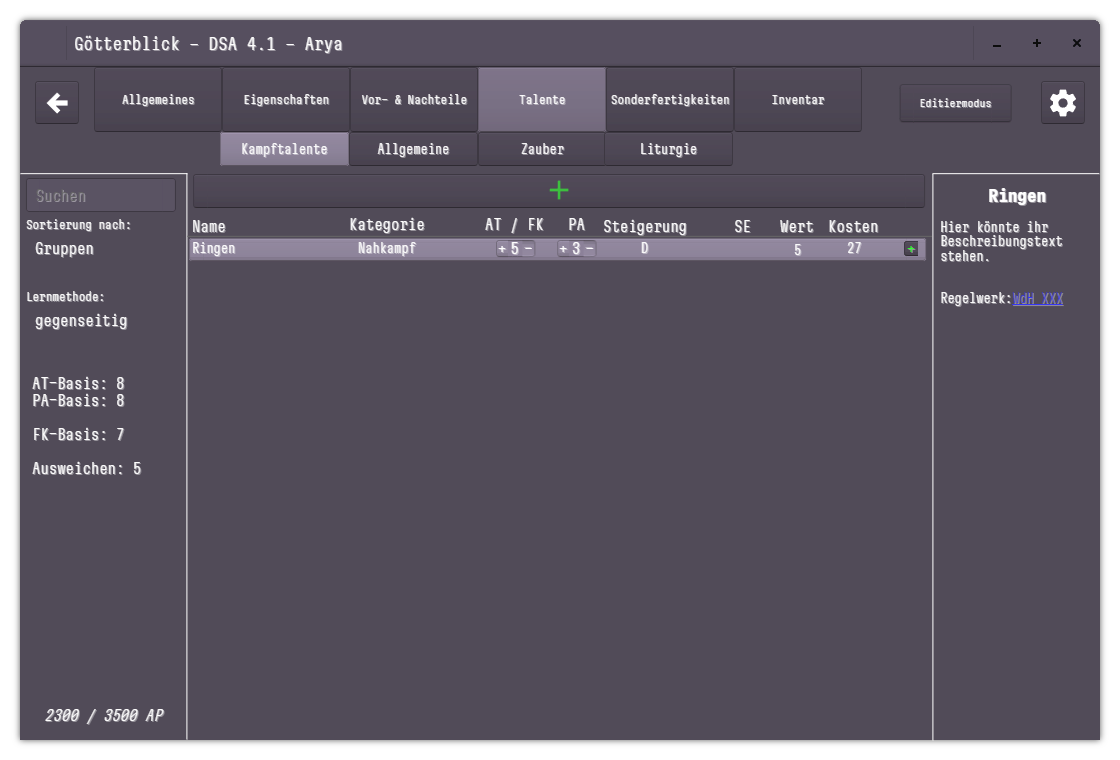 Götterblick - DSA 4.1 - Arya
Allgemeines Eigenschaften Vor- & Nachteile Talente Sonderfertigkeiten Inventar Editiermodus
Kampftalente Allgemeine Zauber Liturgie
Suchen
Sortierung nach:
Gruppen
Lernmethode:
gegenseitig
AT-Basis: 8
PA-Basis: 8
FK-Basis: 7
Ausweichen: 5
2300 / 3500 AP
+
Name Kategorie AT / FK PA Steigerung SE Wert Kosten
Ringen Nahkampf + 5 - + 3 - D 5 27 +
Ringen
Hier könnte ihr
Beschreibungstext
stehen.
Regelwerk: WdH XXX